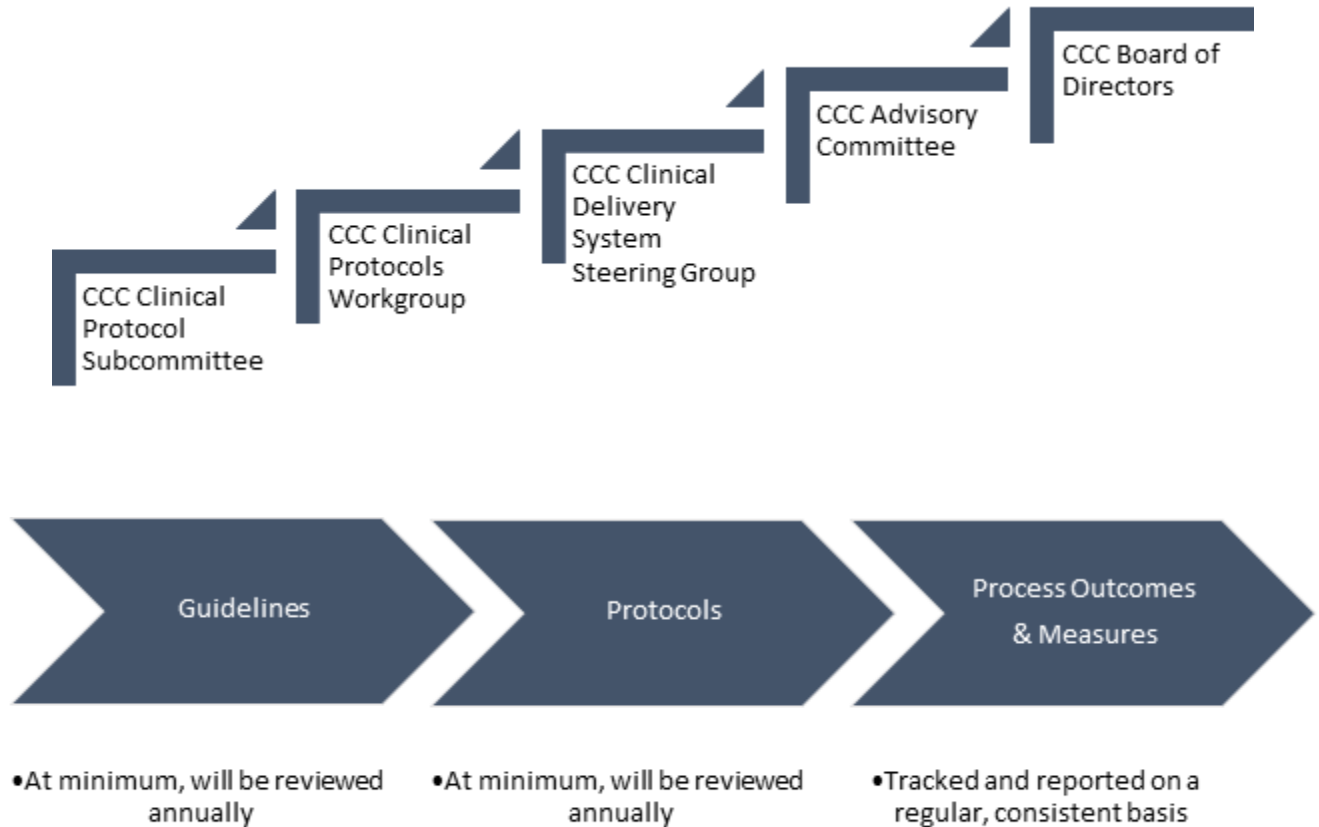 CCC Board of
Directors
CCC Advisory
Committee
CCC Clinical
Delivery
System
Steering Group
CCC Clinical
Protocols
Workgroup
CCC Clinical
Protocol
Subcommittee
Guidelines
Protocols
Process Outcomes
& Measures
•At minimum, will be reviewed
annually
•At minimum, will be reviewed
annually
•Tracked and reported on a
regular, consistent basis